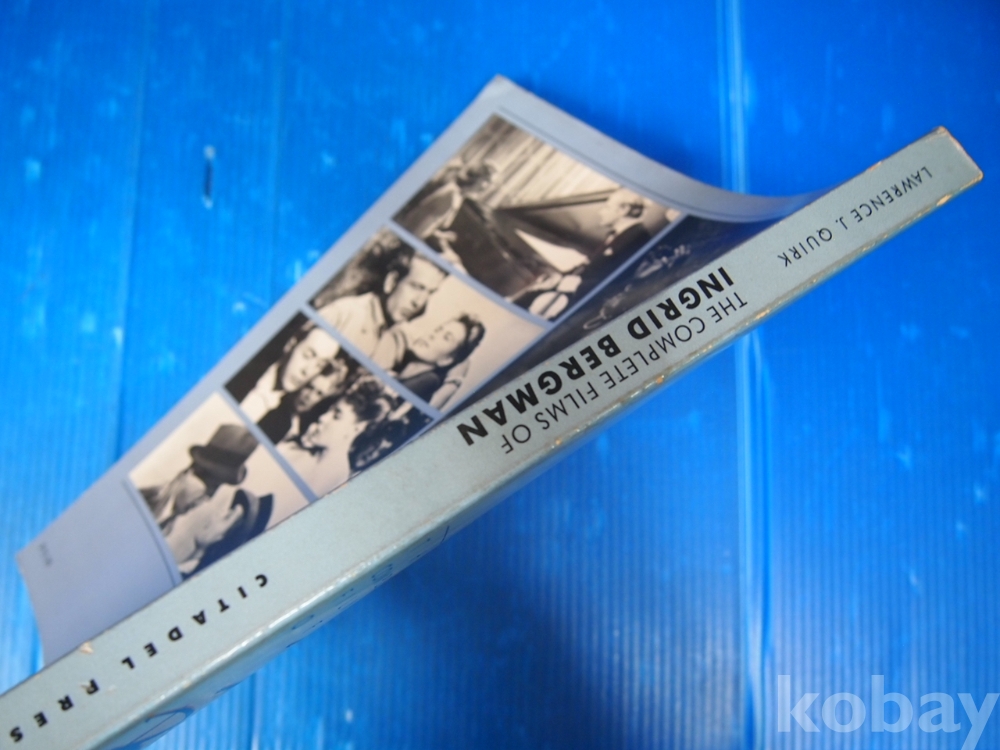 LAWRENCE J. QUIRK
THE COMPLETE FILMS OF
INGRID BERGMAN
CITADEL PRES
kobay